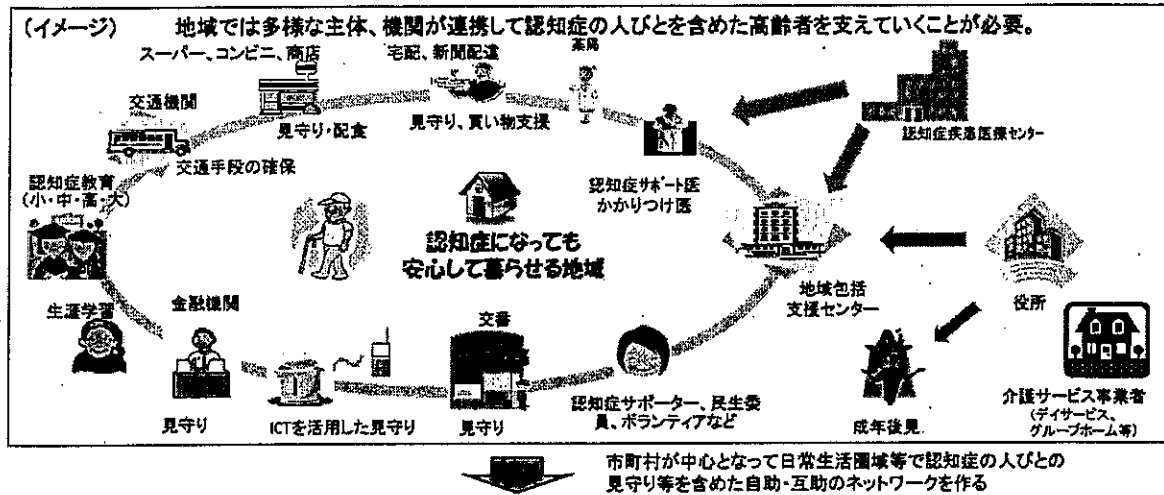 (イメージ) 地域では多様な主体、機関が連携して認知症の人びとを含めた高齢者を支えていくことが必要。
スーパー、コンビニ、商店
宅配、新聞配達
薬局
交通機関
見守り・配食
見守り、買い物支援
認知症疾患医療センター
交通手段の確保
認知症教育
(小・中・高・大)
認知症サポート医
かかりつけ医
認知症になっても
安心して暮らせる地域
生涯学習
金融機関
交番
地域包括
支援センター
役所
見守り
ICTを活用した見守り
見守り
認知症サポーター、民生委
員、ボランティアなど
成年後見
介護サービス事業者
(デイサービス、
グループホーム等)
市町村が中心となって日常生活圏域等で認知症の人びとの
見守り等を含めた自助・互助のネットワークを作る